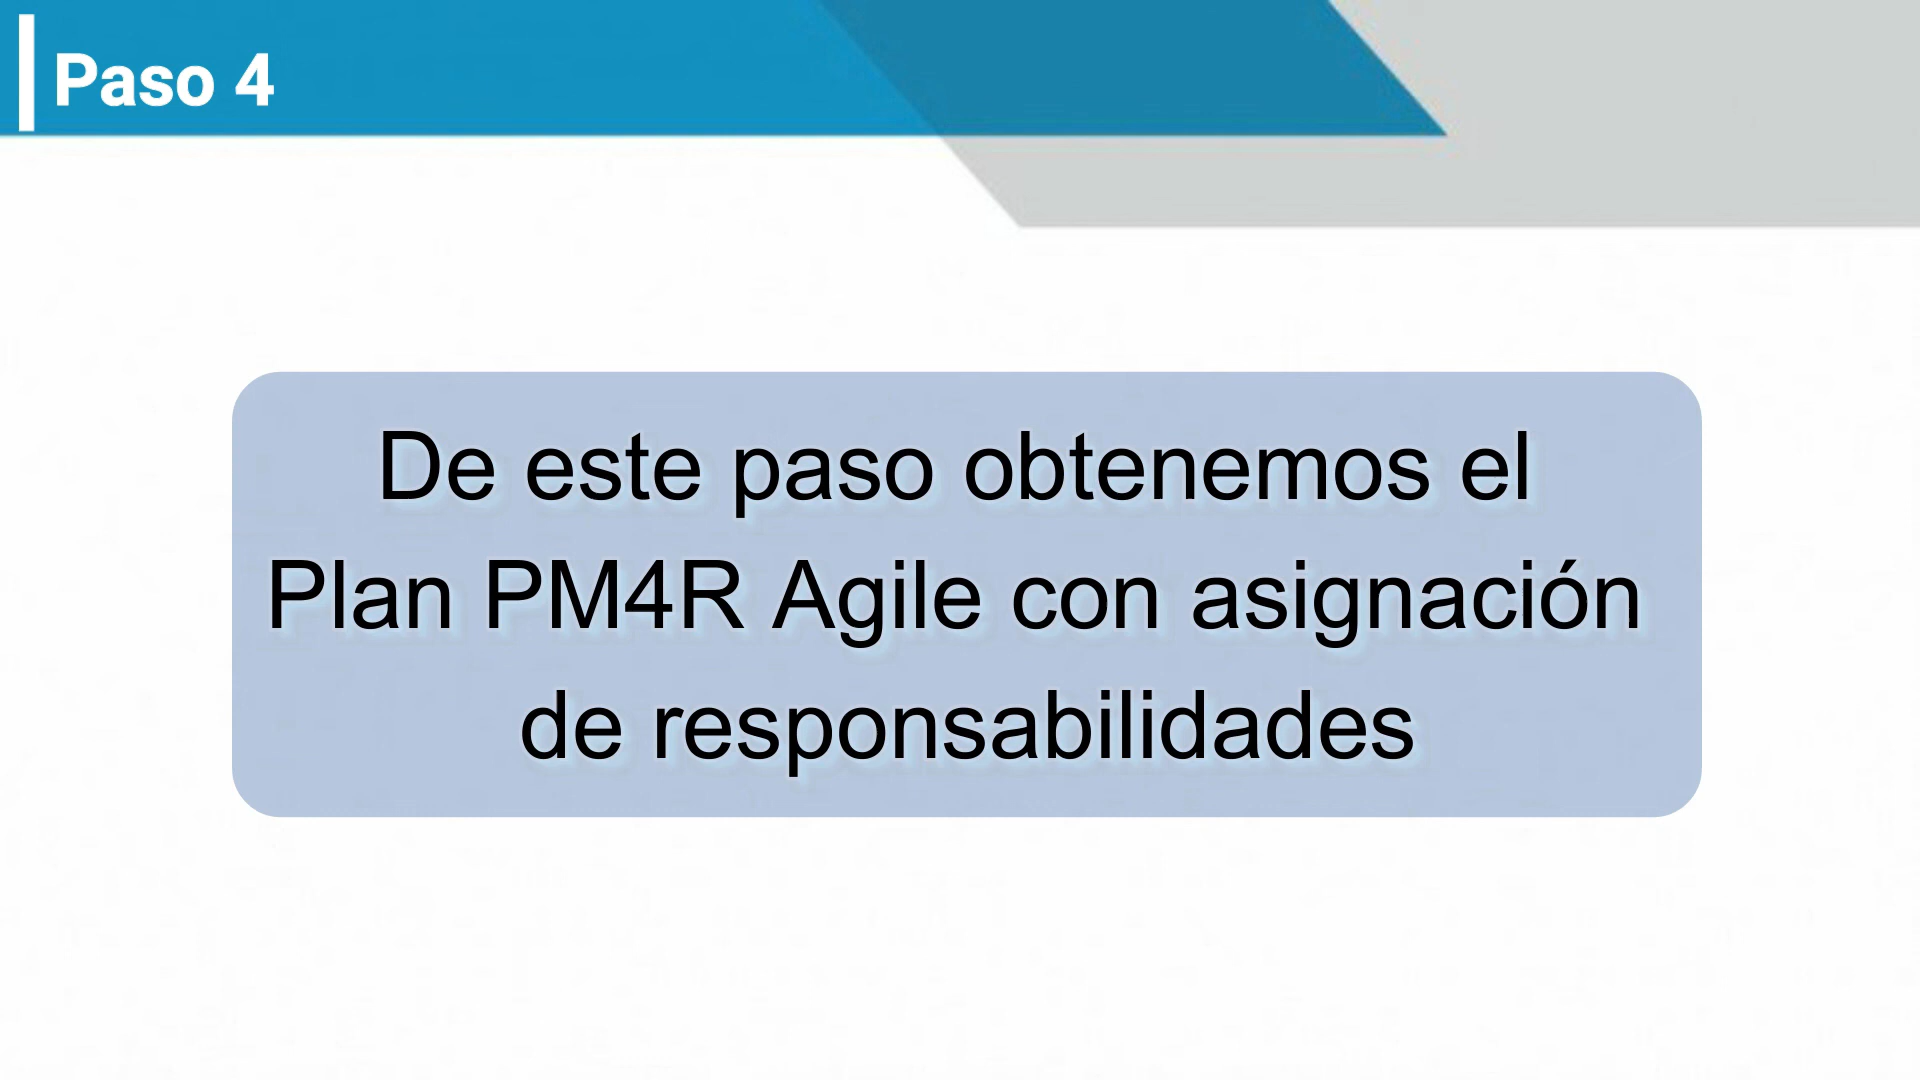 Paso 4
De este paso obtenemos el
Plan PM4R Agile con asignación
de responsabilidades